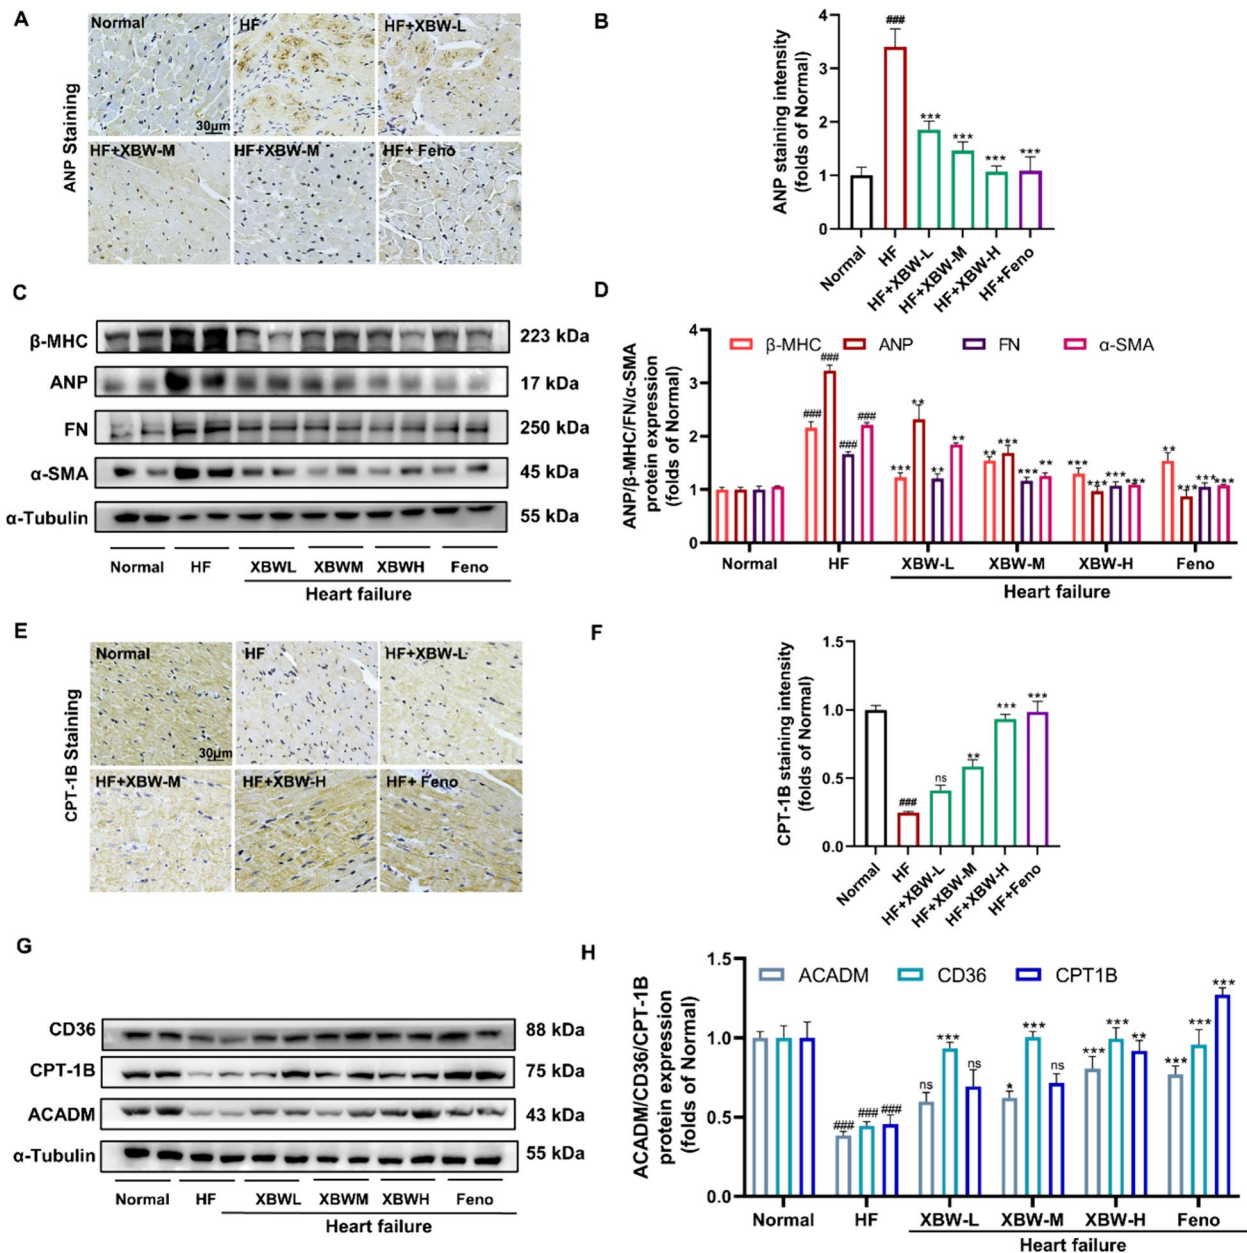 A
ANP Staining
Normal
HF
HF+XBW-L
30μm
HF+XBW-M
HF+XBW-M
HF+ Feno
B
ANP staining intensity
(folds of Normal)
4
3
2
1
0
###
***
***
***
***
Normal
HF
HF+XBW-L
HF+XBW-M
HF+XBW-H
HF+Feno
C
β-MHC
223 kDa
ANP
17 kDa
FN
250 kDa
α-SMA
45 kDa
α-Tubulin
55 kDa
Normal HF XBWL XBWM XBWH Feno
Heart failure
D
ANP/β-MHC/FN/α-SMA
protein expression
(folds of Normal)
4
3
2
1
0
β-MHC ANP FN α-SMA
### ### ### ###
*** ** ** **
** *** *** **
*** *** *** ***
** *** *** ***
Normal HF XBW-L XBW-M XBW-H Feno
Heart failure
E
CPT-1B Staining
Normal
HF
HF+XBW-L
30μm
HF+XBW-M
HF+XBW-H
HF+ Feno
F
CPT-1B staining intensity
(folds of Normal)
1.5
1.0
0.5
0.0
###
ns
**
***
***
Normal
HF
HF+XBW-L
HF+XBW-M
HF+XBW-H
HF+Feno
G
CD36
88 kDa
CPT-1B
75 kDa
ACADM
43 kDa
α-Tubulin
55 kDa
Normal HF XBWL XBWM XBWH Feno
Heart failure
H
ACADM/CD36/CPT-1B
protein expression
(folds of Normal)
1.5
1.0
0.5
0.0
ACADM CD36 CPT1B
### ### ###
ns *** ns
* *** ns
*** *** **
*** *** ***
Normal HF XBW-L XBW-M XBW-H Feno
Heart failure